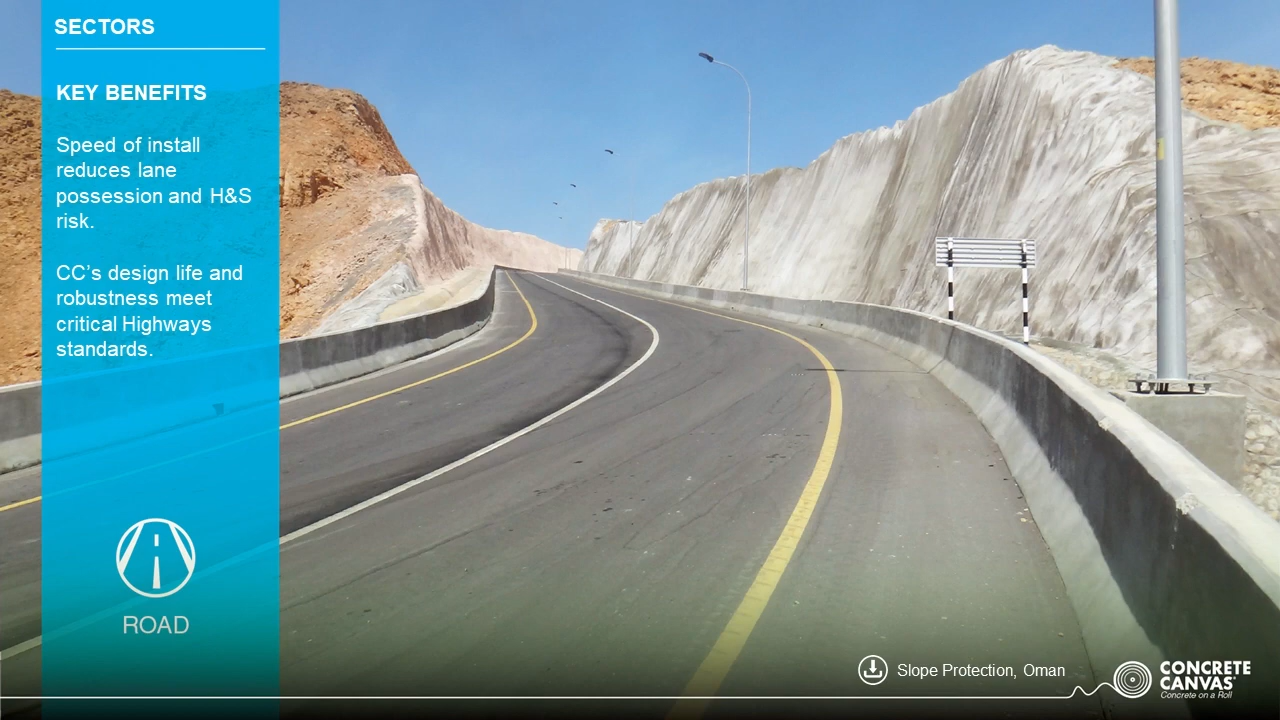 SECTORS
KEY BENEFITS
Speed of install
reduces lane
possession and H&S
risk.
CC’s design life and
robustness meet
critical Highways
standards.
ROAD
Slope Protection, Oman
CONCRETE
CANVAS®
Concrete on a Roll